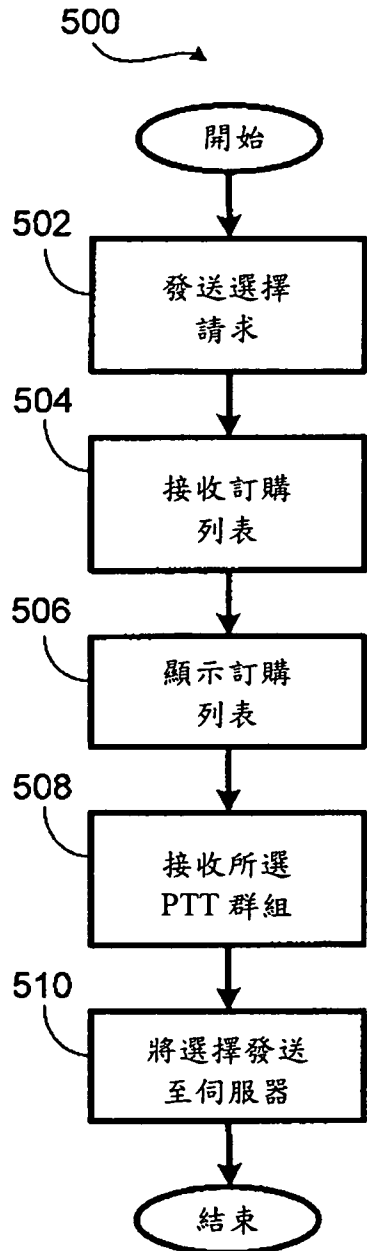 500
開始
502
發送選擇
請求
504
接收訂購
列表
506
顯示訂購
列表
508
接收所選
PTT 群組
510
將選擇發送
至伺服器
結束